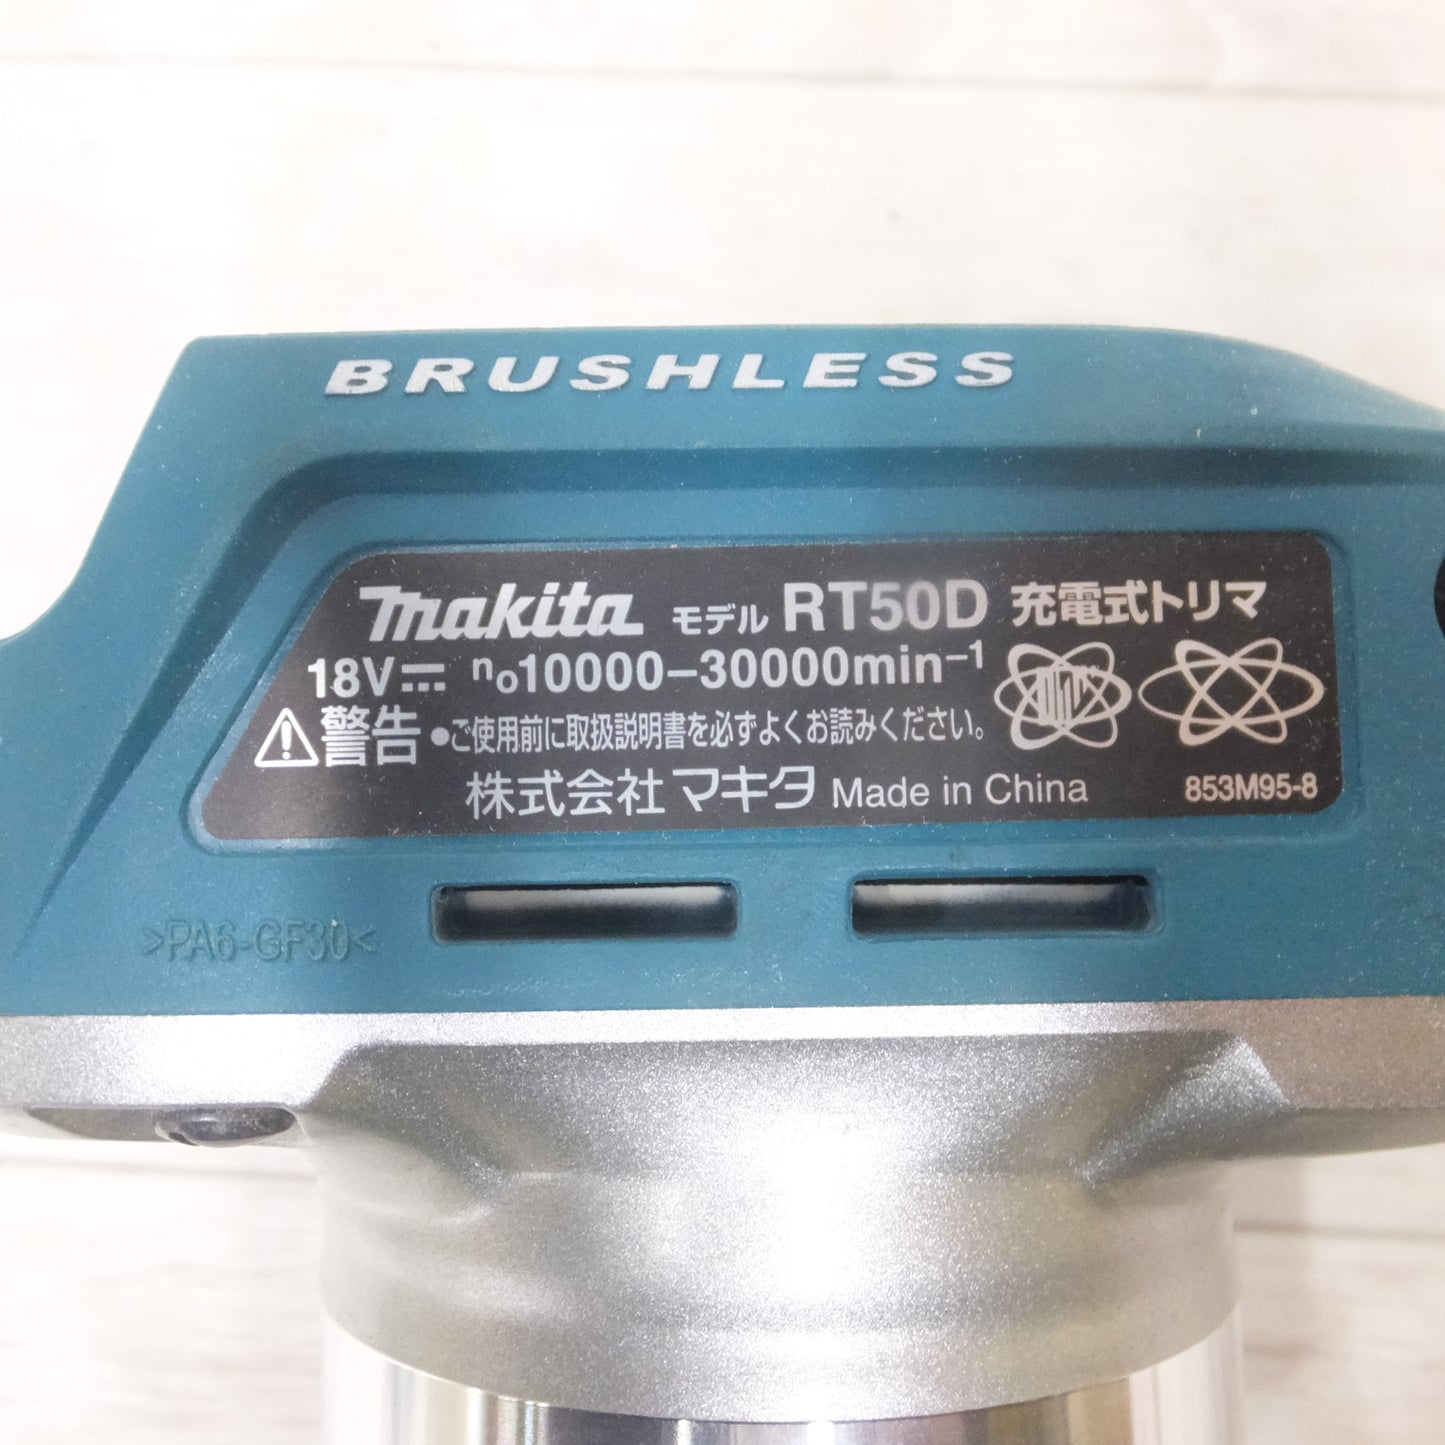 BRUSHLESS
makita モデル RT50D 充電式トリマ
18V⎓ n₀10000-30000min⁻¹
⚠警告 ●ご使用前に取扱説明書を必ずよくお読みください。
株式会社マキタ Made in China 853M95-8
>PA6-GF30<